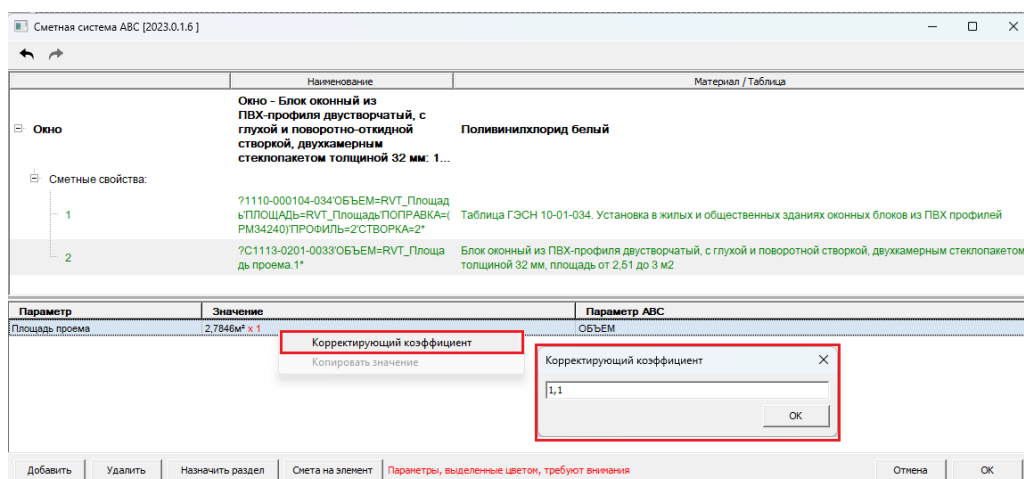 Сметная система ABC [2023.0.1.6 ]
Наименование
Материал / Таблица
Окно
Окно - Блок оконный из
ПВХ-профиля двустворчатый, с
глухой и поворотно-откидной
створкой, двухкамерным
стеклопакетом толщиной 32 мм: 1...
Поливинилхлорид белый
Сметные свойства:
1
?1110-000104-034'ОБЪЕМ=RVT_Площад
ь'ПЛОЩАДЬ=RVT_Площадь'ПОПРАВКА=(
РМ34240)'ПРОФИЛЬ=2'СТВОРКА=2*
Таблица ГЭСН 10-01-034. Установка в жилых и общественных зданиях оконных блоков из ПВХ профилей
2
?С1113-0201-0033'ОБЪЕМ=RVT_Площа
дь проема.1*
Блок оконный из ПВХ-профиля двустворчатый, с глухой и поворотной створкой, двухкамерным стеклопакетом
толщиной 32 мм, площадь от 2,51 до 3 м2
Параметр
Значение
Параметр АВС
Площадь проема
2,7846м² x 1
ОБЪЕМ
Корректирующий коэффициент
Копировать значение
Корректирующий коэффициент
1,1
ОК
Добавить
Удалить
Назначить раздел
Смета на элемент
Параметры, выделенные цветом, требуют внимания
Отмена
ОК